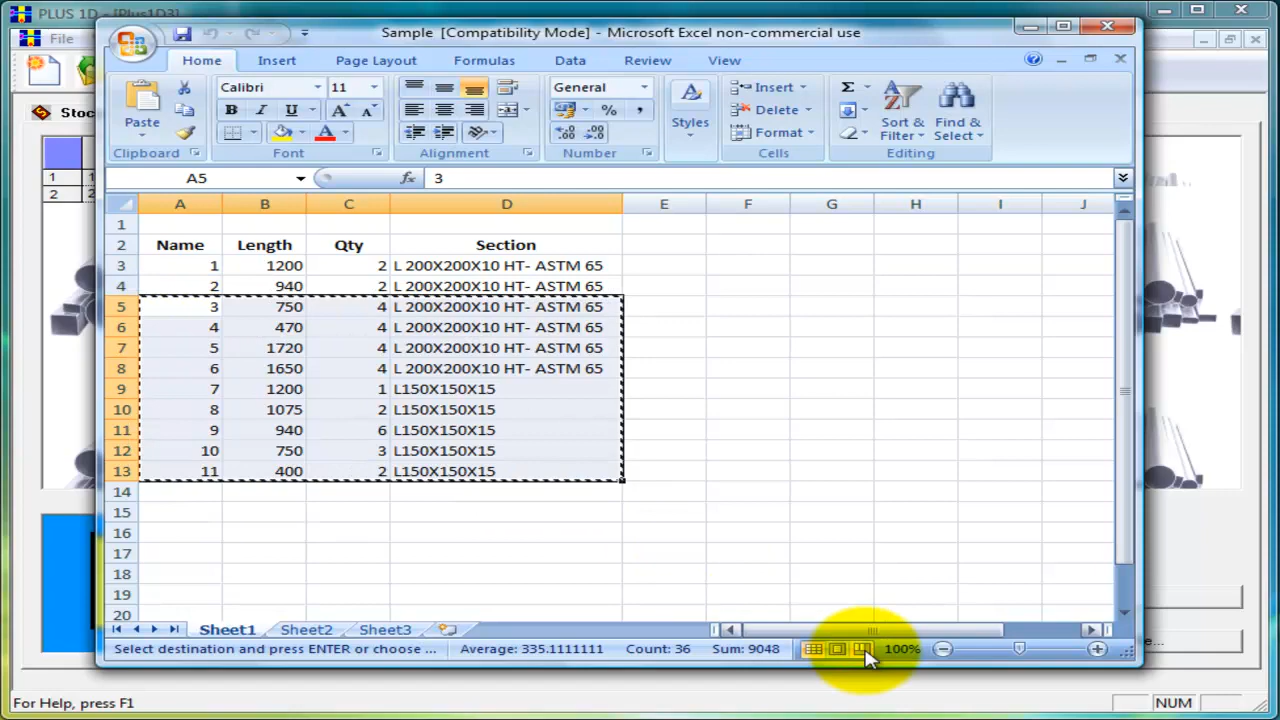 PLUS 1D - [Plus1D3]
File
Sample [Compatibility Mode] - Microsoft Excel non-commercial use
Home Insert Page Layout Formulas Data Review View
Paste
Clipboard
Calibri 11
B I U A A
A
Font
Alignment
General
% ,
Number
Styles
Insert
Delete
Format
Cells
Σ
Sort & Filter
Find & Select
Editing
Stoc
1
2 2
A5 fx 3
A B C D E F G H I J
1
2 Name Length Qty Section
3 1 1200 2 L 200X200X10 HT- ASTM 65
4 2 940 2 L 200X200X10 HT- ASTM 65
5 3 750 4 L 200X200X10 HT- ASTM 65
6 4 470 4 L 200X200X10 HT- ASTM 65
7 5 1720 4 L 200X200X10 HT- ASTM 65
8 6 1650 4 L 200X200X10 HT- ASTM 65
9 7 1200 1 L150X150X15
10 8 1075 2 L150X150X15
11 9 940 6 L150X150X15
12 10 750 3 L150X150X15
13 11 400 2 L150X150X15
14
15
16
17
18
19
20
Sheet1 Sheet2 Sheet3
Select destination and press ENTER or choose ... Average: 335.1111111 Count: 36 Sum: 9048 100%
e...
For Help, press F1 NUM